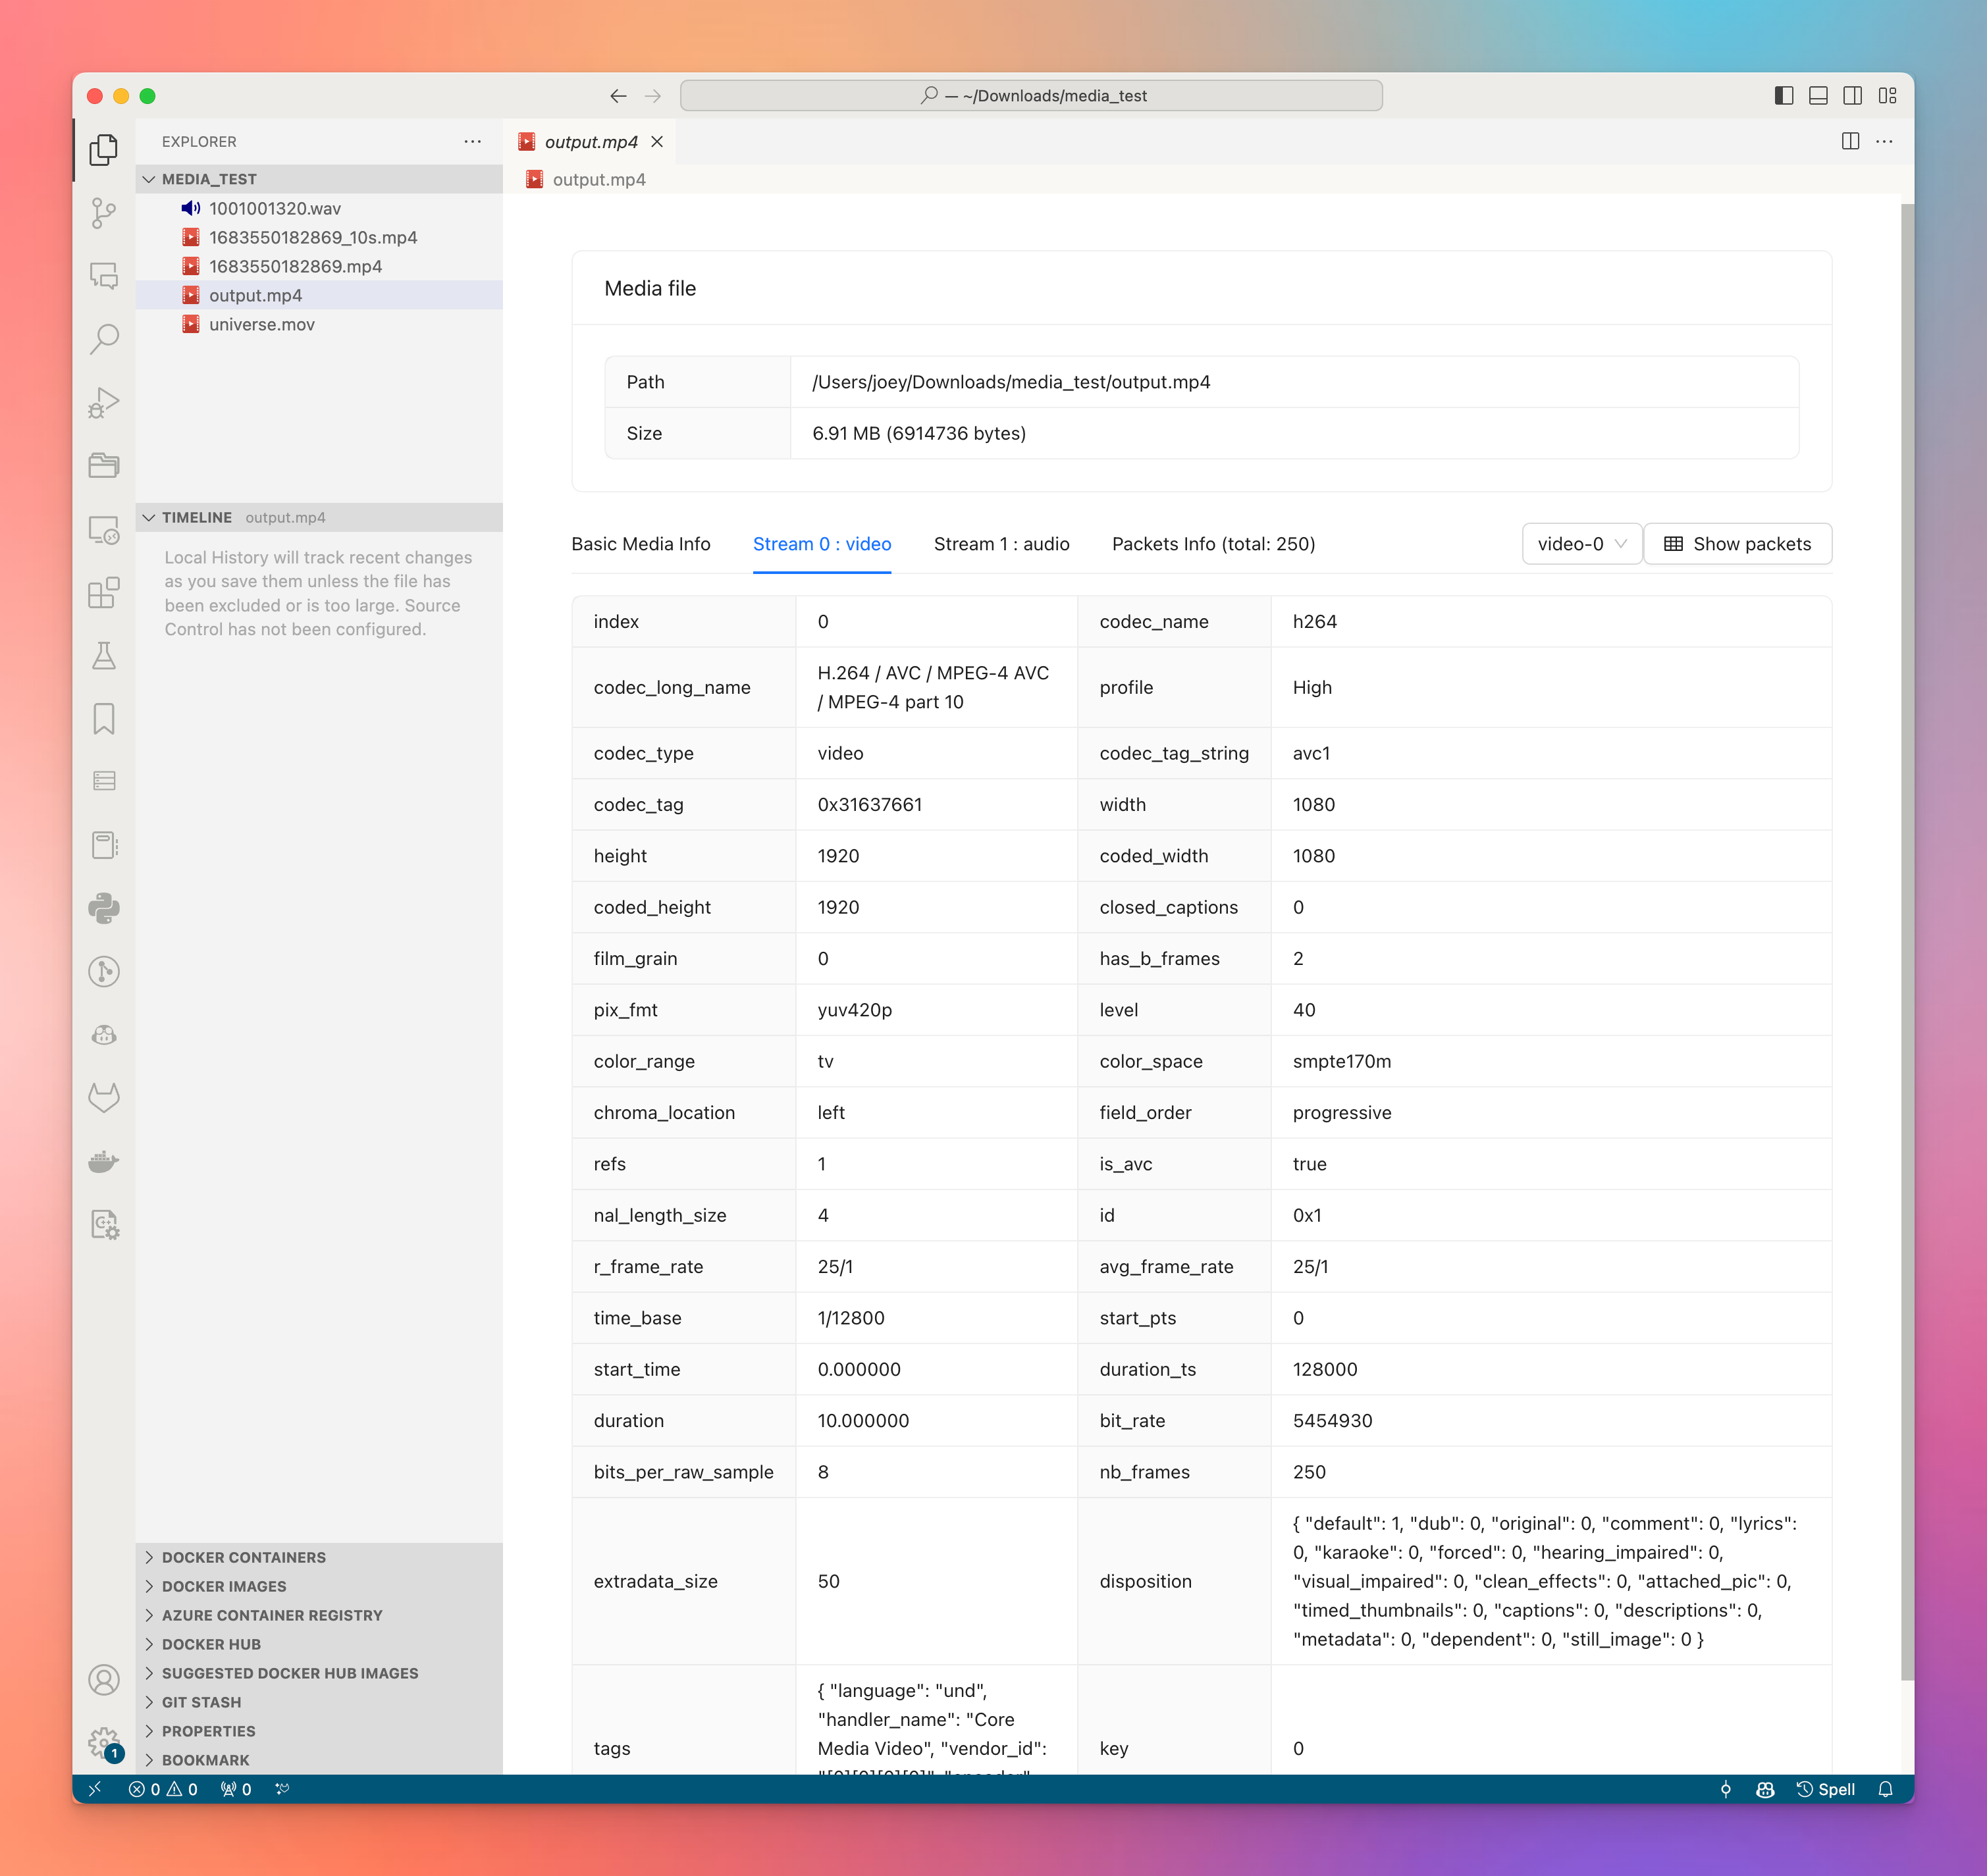 — ~/Downloads/media_test
EXPLORER
MEDIA_TEST
1001001320.wav
1683550182869_10s.mp4
1683550182869.mp4
output.mp4
universe.mov
TIMELINE output.mp4
Local History will track recent changes
as you save them unless the file has
been excluded or is too large. Source
Control has not been configured.
DOCKER CONTAINERS
DOCKER IMAGES
AZURE CONTAINER REGISTRY
DOCKER HUB
SUGGESTED DOCKER HUB IMAGES
GIT STASH
PROPERTIES
BOOKMARK
1
output.mp4
output.mp4
Media file
Path /Users/joey/Downloads/media_test/output.mp4
Size 6.91 MB (6914736 bytes)
Basic Media Info Stream 0 : video Stream 1 : audio Packets Info (total: 250) video-0 Show packets
index 0 codec_name h264
codec_long_name H.264 / AVC / MPEG-4 AVC
/ MPEG-4 part 10 profile High
codec_type video codec_tag_string avc1
codec_tag 0x31637661 width 1080
height 1920 coded_width 1080
coded_height 1920 closed_captions 0
film_grain 0 has_b_frames 2
pix_fmt yuv420p level 40
color_range tv color_space smpte170m
chroma_location left field_order progressive
refs 1 is_avc true
nal_length_size 4 id 0x1
r_frame_rate 25/1 avg_frame_rate 25/1
time_base 1/12800 start_pts 0
start_time 0.000000 duration_ts 128000
duration 10.000000 bit_rate 5454930
bits_per_raw_sample 8 nb_frames 250
extradata_size 50 disposition
{ "default": 1, "dub": 0, "original": 0, "comment": 0, "lyrics":
0, "karaoke": 0, "forced": 0, "hearing_impaired": 0,
"visual_impaired": 0, "clean_effects": 0, "attached_pic": 0,
"timed_thumbnails": 0, "captions": 0, "descriptions": 0,
"metadata": 0, "dependent": 0, "still_image": 0 }
tags
{ "language": "und",
"handler_name": "Core
Media Video", "vendor_id":
key 0
0 0 0 Spell